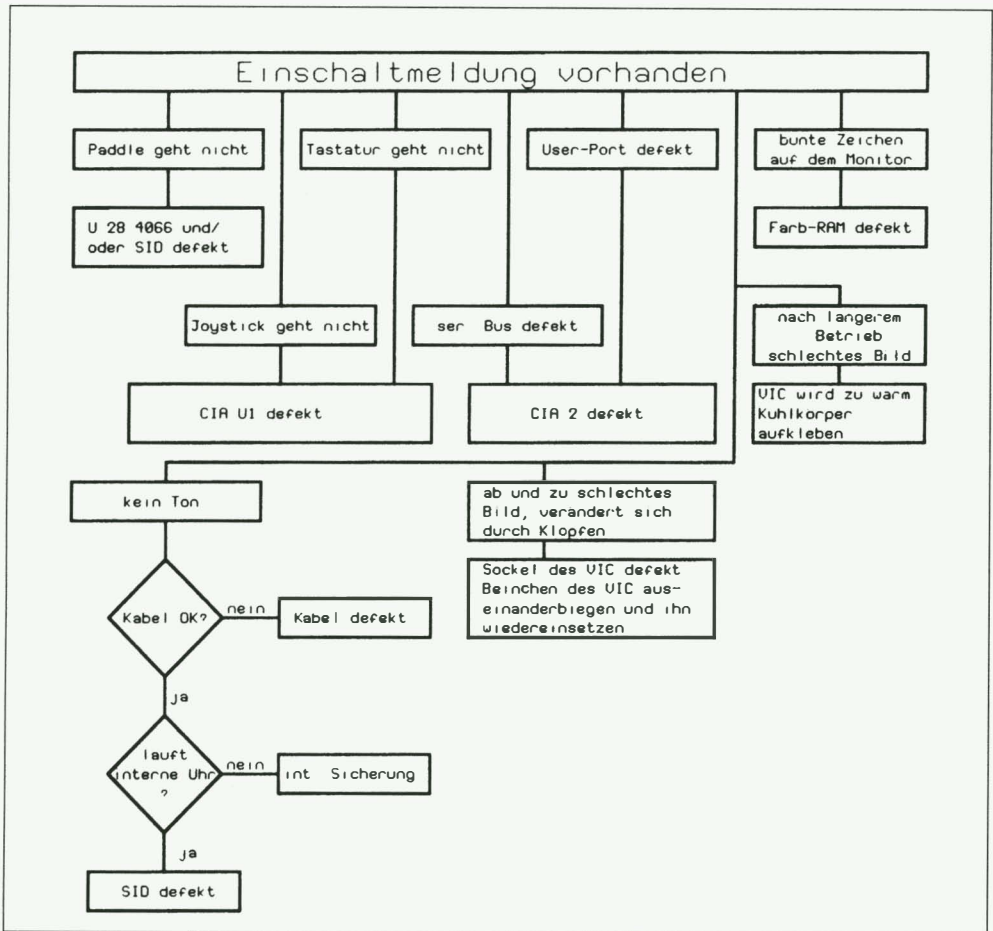 Einschaltmeldung vorhanden
Paddle geht nicht
Tastatur geht nicht
User-Port defekt
bunte Zeichen
auf dem Monitor
U 28 4066 und/
oder SID defekt
Farb-RAM defekt
Joystick geht nicht
ser Bus defekt
nach langerem
Betrieb
schlechtes Bild
CIA U1 defekt
CIA 2 defekt
VIC wird zu warm
Kuhlkorper
aufkleben
kein Ton
ab und zu schlechtes
Bild, verändert sich
durch Klopfen
Sockel des VIC defekt
Beinchen des VIC aus-
einanderbiegen und ihn
wiedereinsetzen
Kabel OK?
nein
Kabel defekt
ja
lauft
interne Uhr
?
nein
int Sicherung
ja
SID defekt